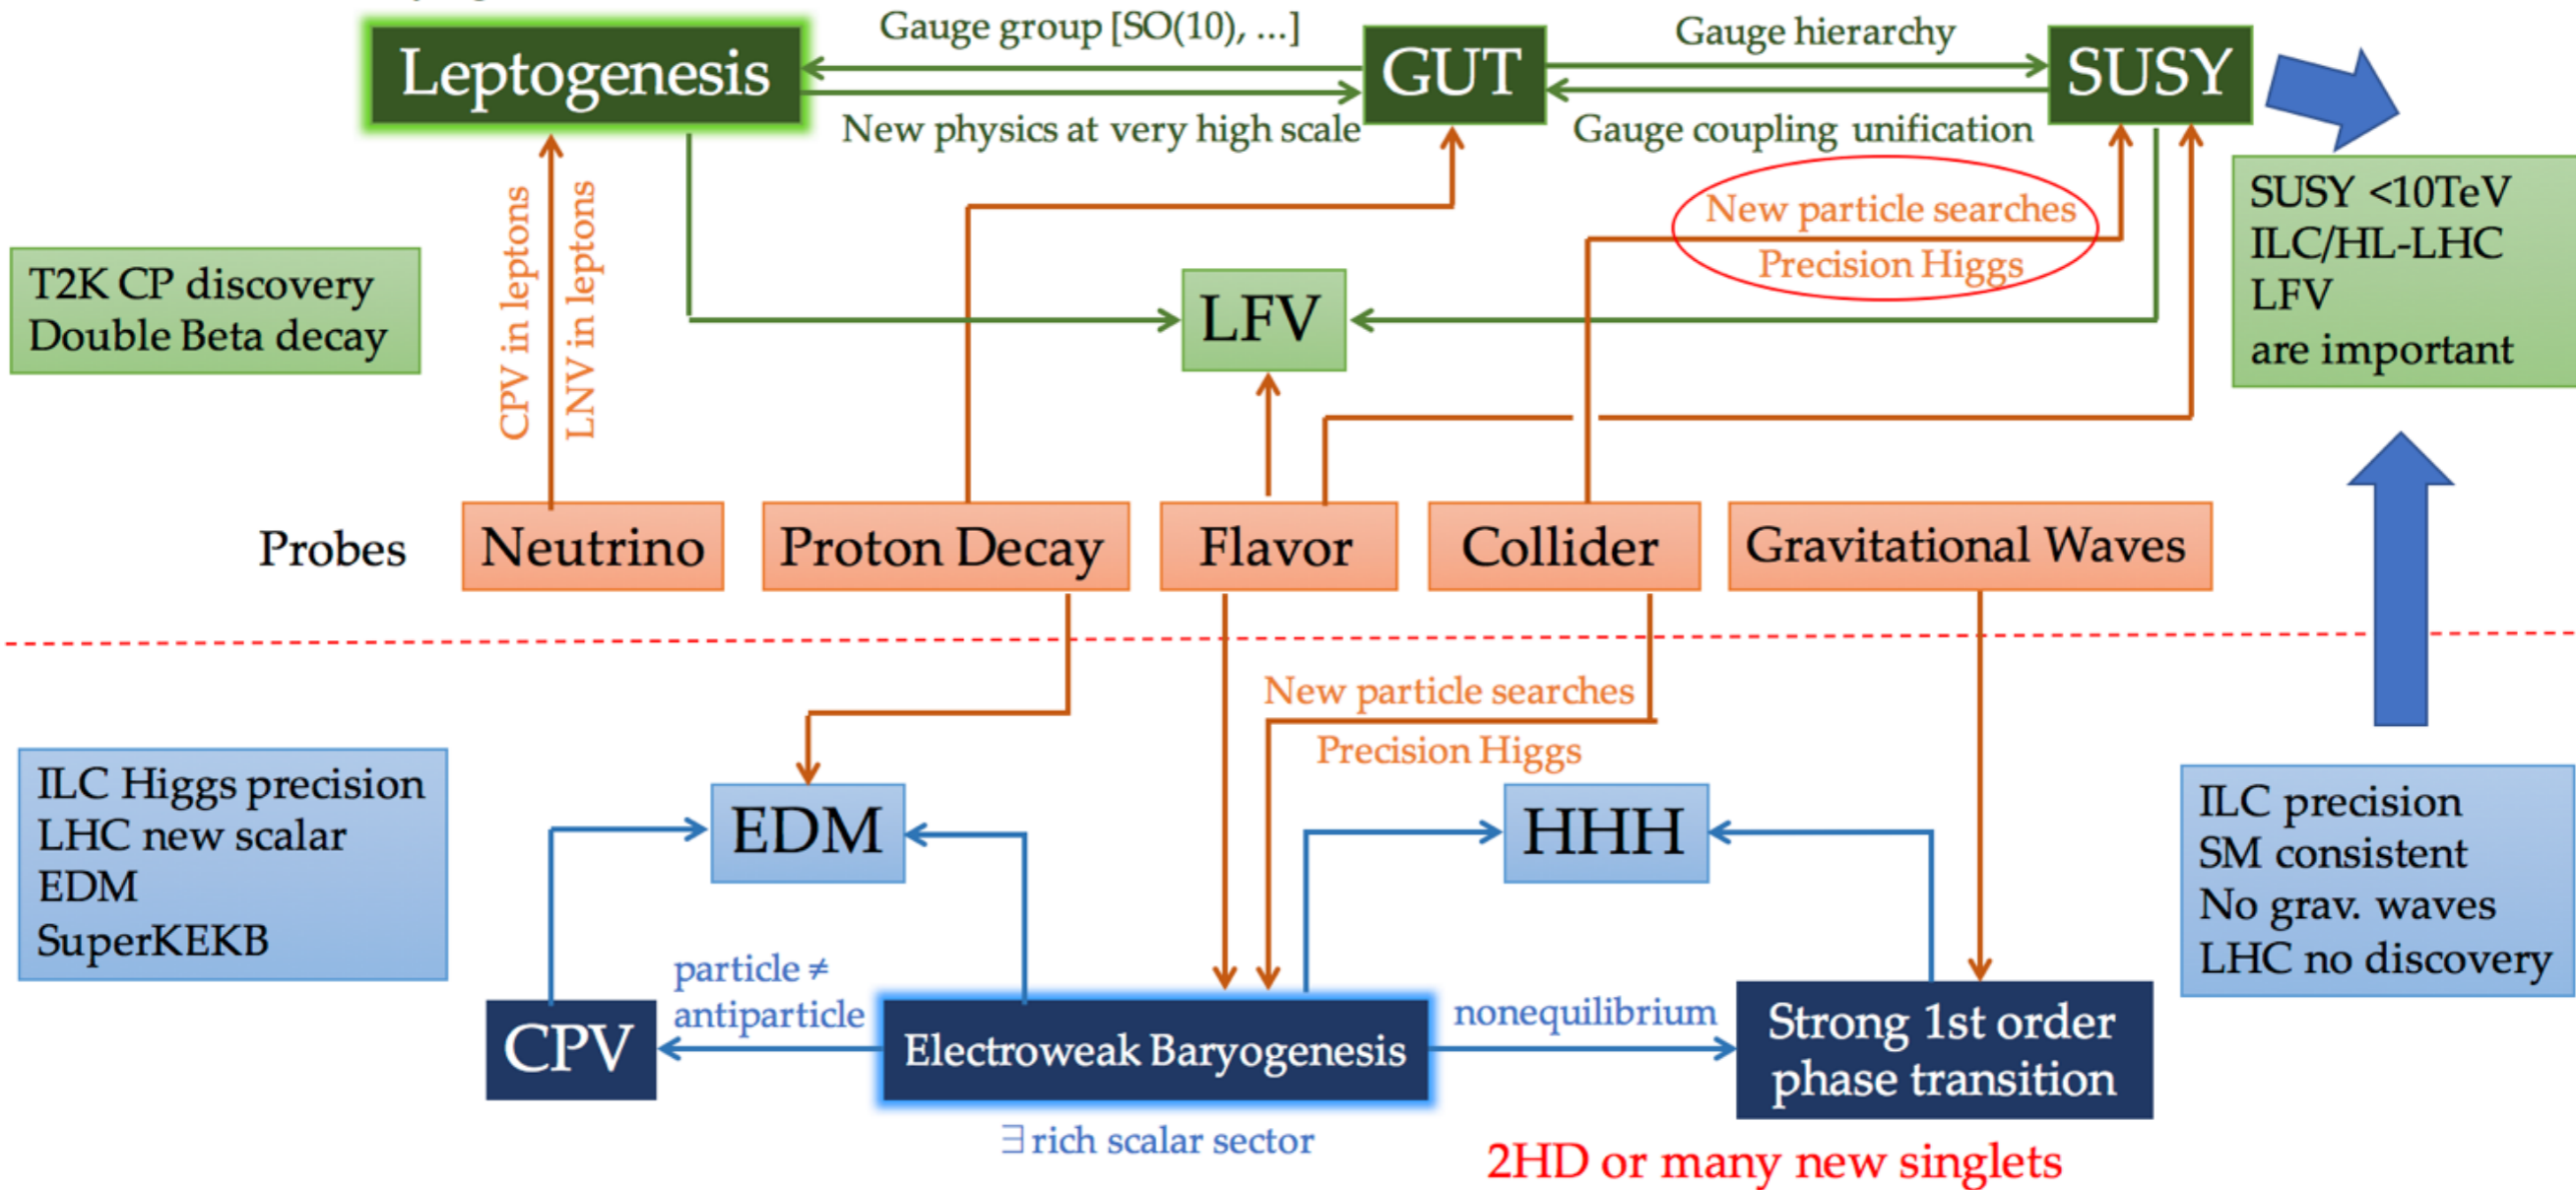 Gauge group [SO(10), ...]
Gauge hierarchy
Leptogenesis
GUT
SUSY
New physics at very high scale
Gauge coupling unification
CPV in leptons
LNV in leptons
New particle searches
Precision Higgs
SUSY <10TeV
ILC/HL-LHC
LFV
are important
T2K CP discovery
Double Beta decay
LFV
Probes
Neutrino
Proton Decay
Flavor
Collider
Gravitational Waves
New particle searches
Precision Higgs
ILC Higgs precision
LHC new scalar
EDM
SuperKEKB
EDM
HHH
ILC precision
SM consistent
No grav. waves
LHC no discovery
particle ≠
antiparticle
nonequilibrium
CPV
Electroweak Baryogenesis
Strong 1st order
phase transition
∃ rich scalar sector
2HD or many new singlets